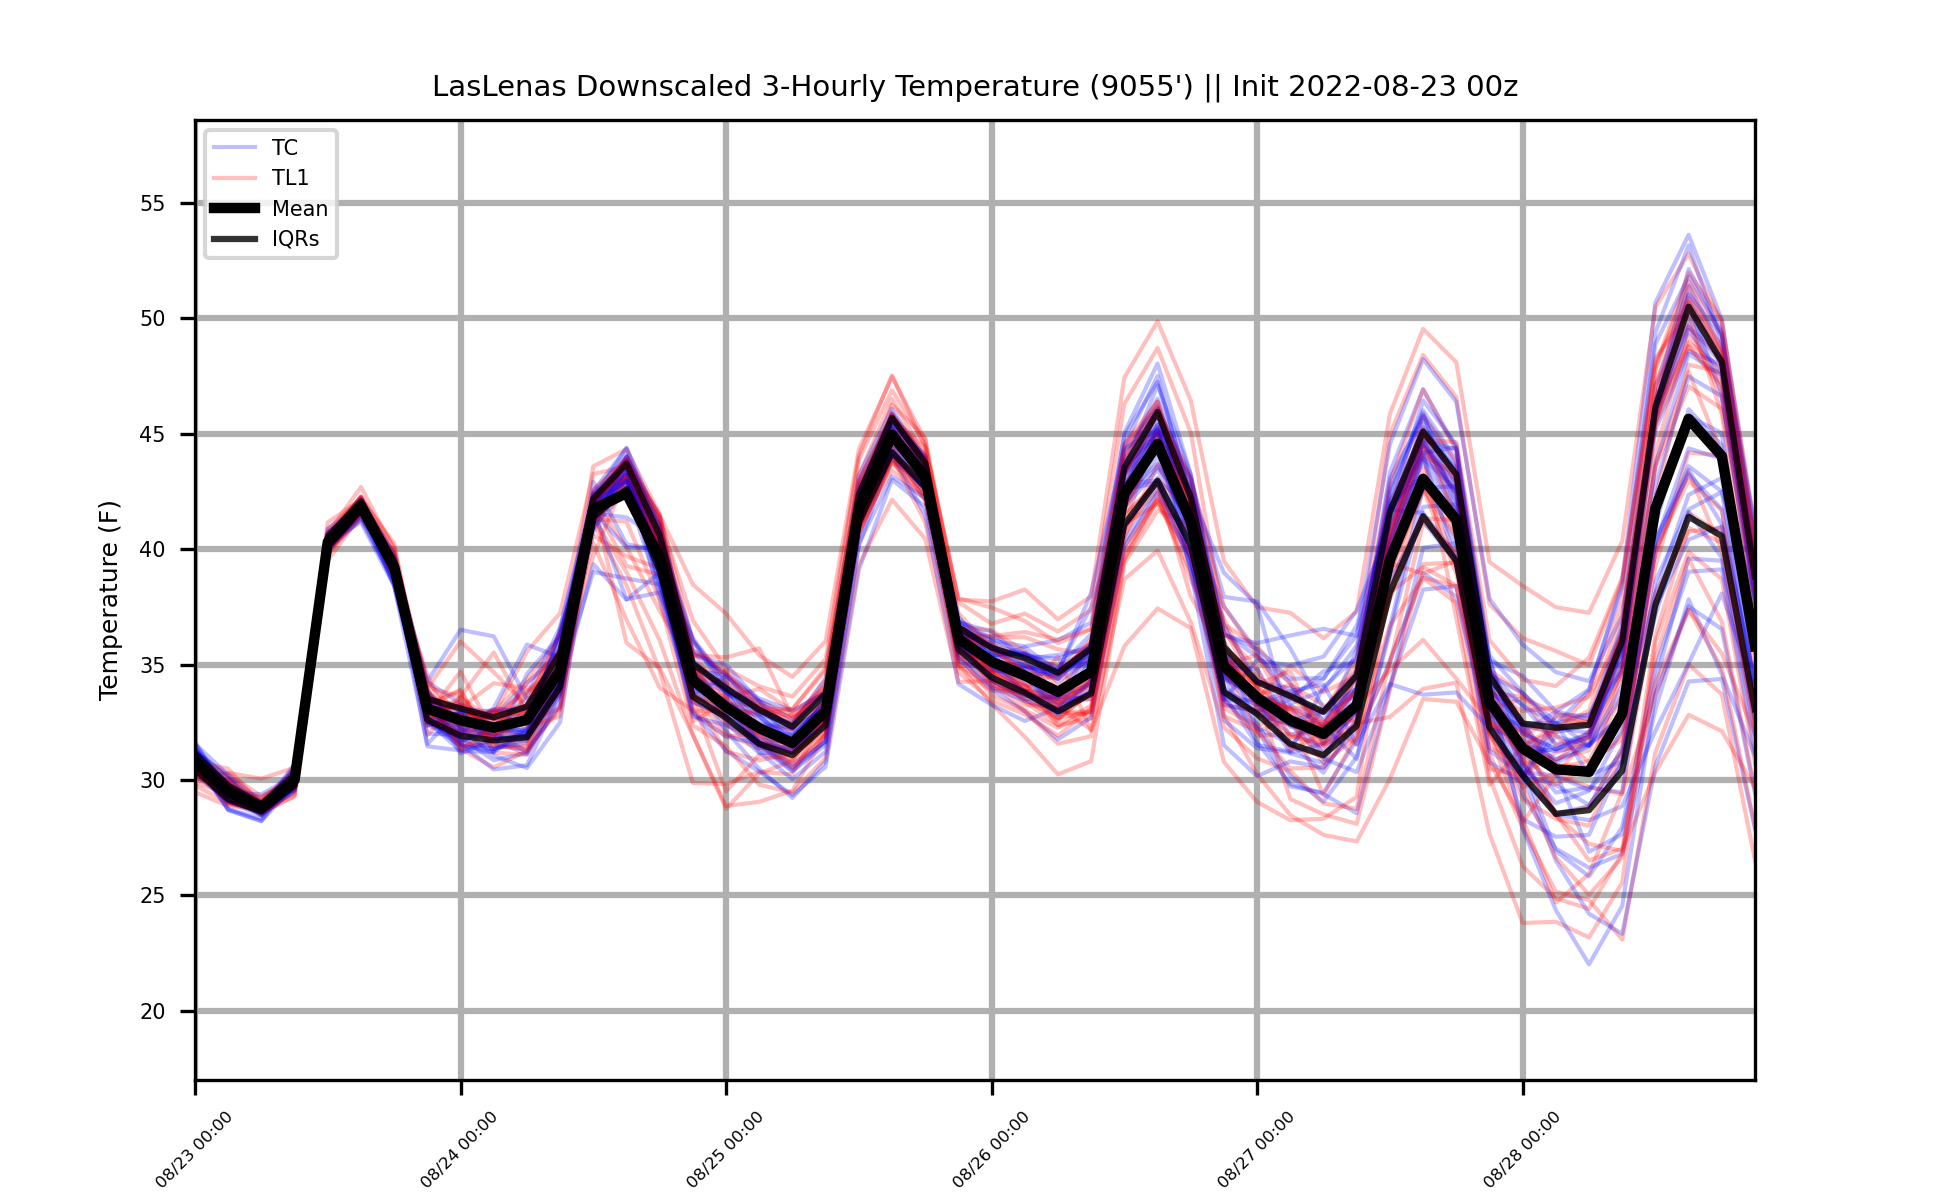 LasLenas Downscaled 3-Hourly Temperature (9055') || Init 2022-08-23 00z
TC
TL1
Mean
IQRs
Temperature (F)
55
50
45
40
35
30
25
20
08/23 00:00
08/24 00:00
08/25 00:00
08/26 00:00
08/27 00:00
08/28 00:00